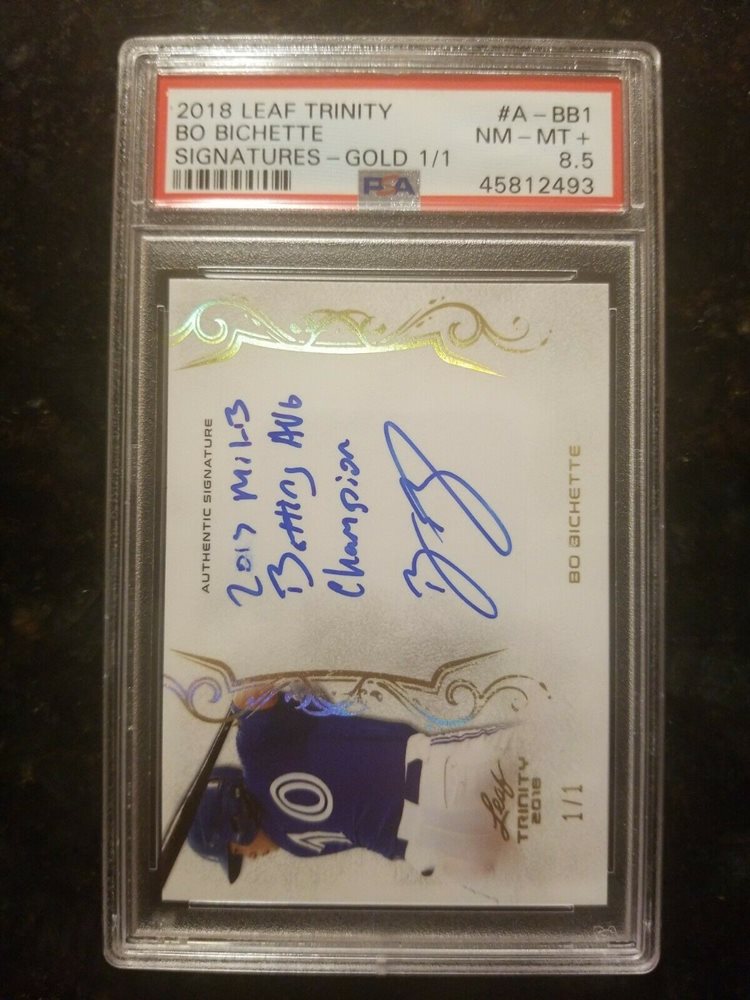 2018 LEAF TRINITY #A-BB1
BO BICHETTE NM-MT+
SIGNATURES-GOLD 1/1 8.5
PSA 45812493
AUTHENTIC SIGNATURE
2017 MiLB
Batting AVG
Champion
BO BICHETTE
10
Leaf
TRINITY
2018
1/1